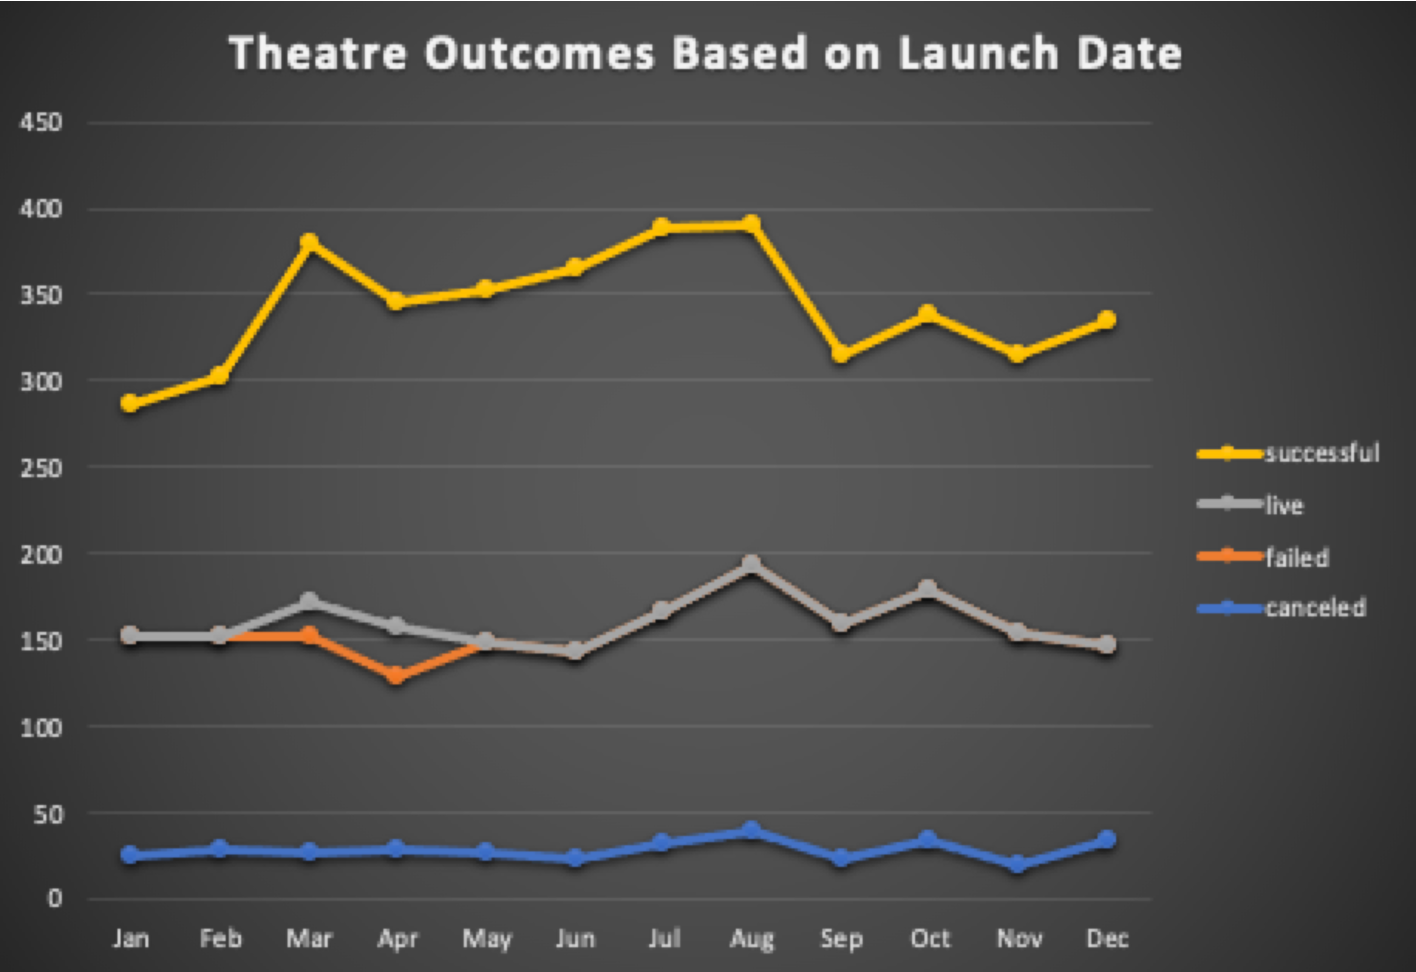 Theatre Outcomes Based on Launch Date
450
400
350
300
250
200
150
100
50
0
Jan Feb Mar Apr May Jun Jul Aug Sep Oct Nov Dec
successful
live
failed
canceled